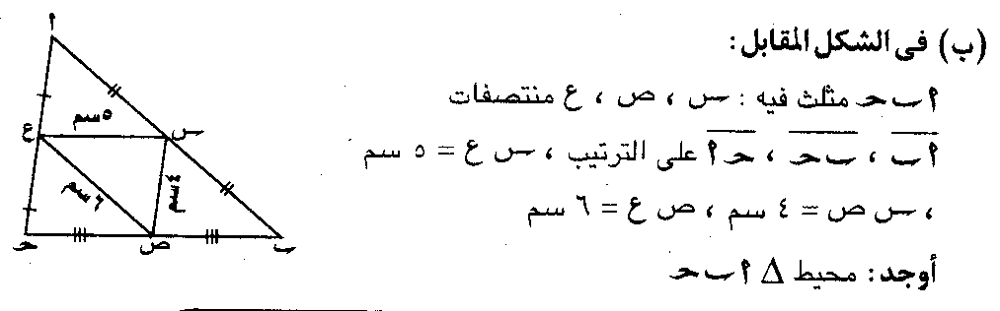 (ب) فى الشكل المقابل:
أ ب حـ مثلث فيه : س ، ص ، ع منتصفات
أب ، ب حـ ، حـ أ على الترتيب ، س ع = ٥ سم
، س ص = ٤ سم ، ص ع = ٦ سم
أوجد: محيط Δ أ ب حـ
أ
ع
٥ سم
س
٦ سم
٤ سم
حـ
ص
ب